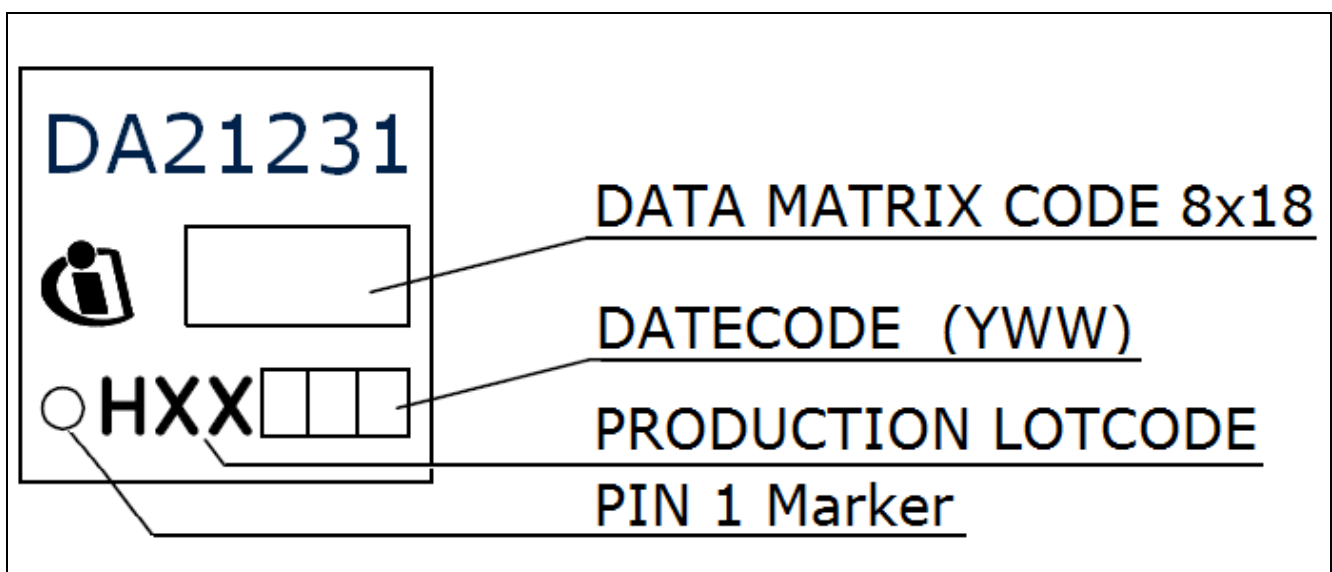 DA21231
DATA MATRIX CODE 8x18
DATECODE (YWW)
HXX
PRODUCTION LOTCODE
PIN 1 Marker